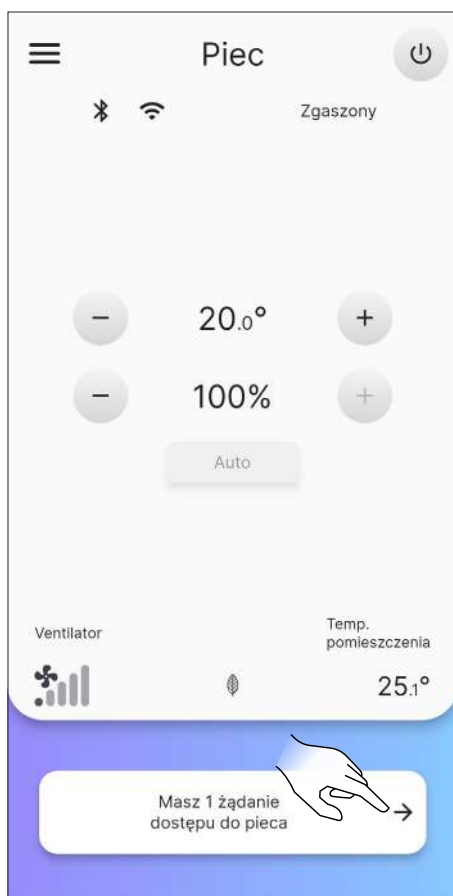 Piec
Zgaszony
20.0°
100%
Auto
Ventilator
Temp.
pomieszczenia
25.1°
Masz 1 żądanie
dostępu do pieca